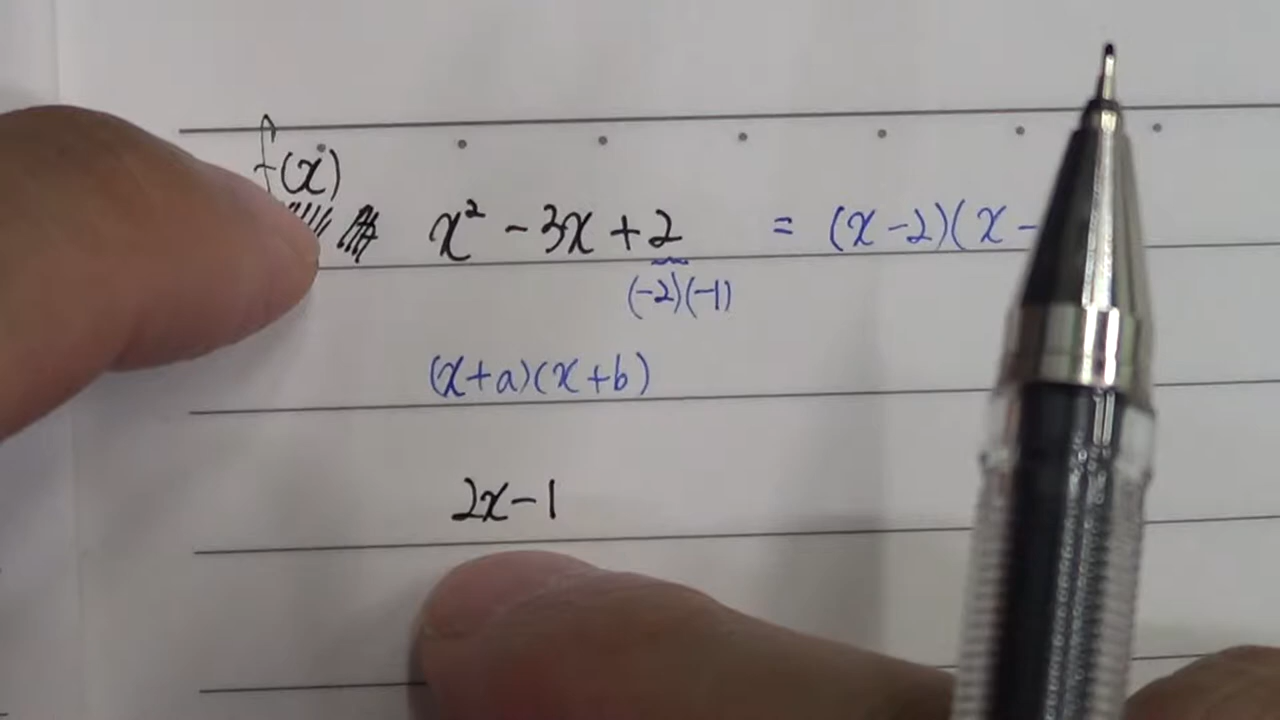 f(x)
x² - 3x + 2 = (x - 2)(x -
(-2)(-1)
(x + a)(x + b)
2x - 1